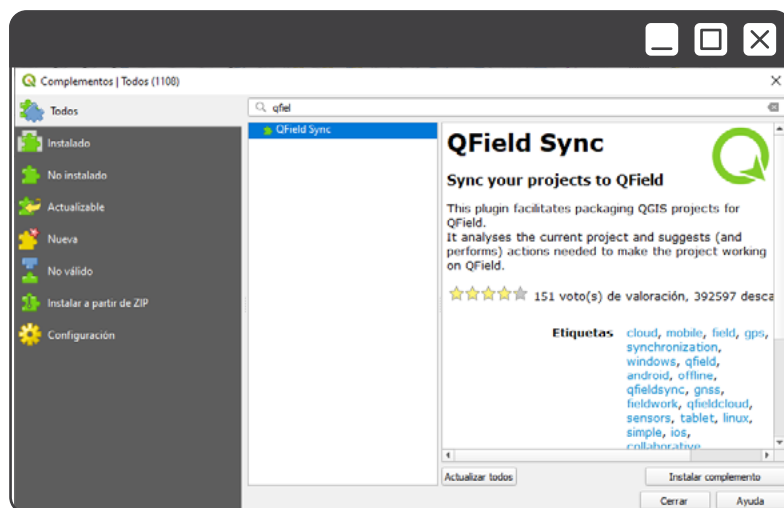 Complementos | Todos (1108)
Todos
Instalado
No instalado
Actualizable
Nueva
No válido
Instalar a partir de ZIP
Configuración
qfiel
QField Sync
QField Sync
Sync your projects to QField
This plugin facilitates packaging QGIS projects for
QField.
It analyses the current project and suggests (and
performs) actions needed to make the project working
on QField.
151 voto(s) de valoración, 392597 desca
Etiquetas cloud, mobile, field, gps,
synchronization,
windows, qfield,
android, offline,
qfieldsync, gnss,
fieldwork, qfieldcloud,
sensors, tablet, linux,
simple, ios,
collaborative
Actualizar todos
Instalar complemento
Cerrar
Ayuda